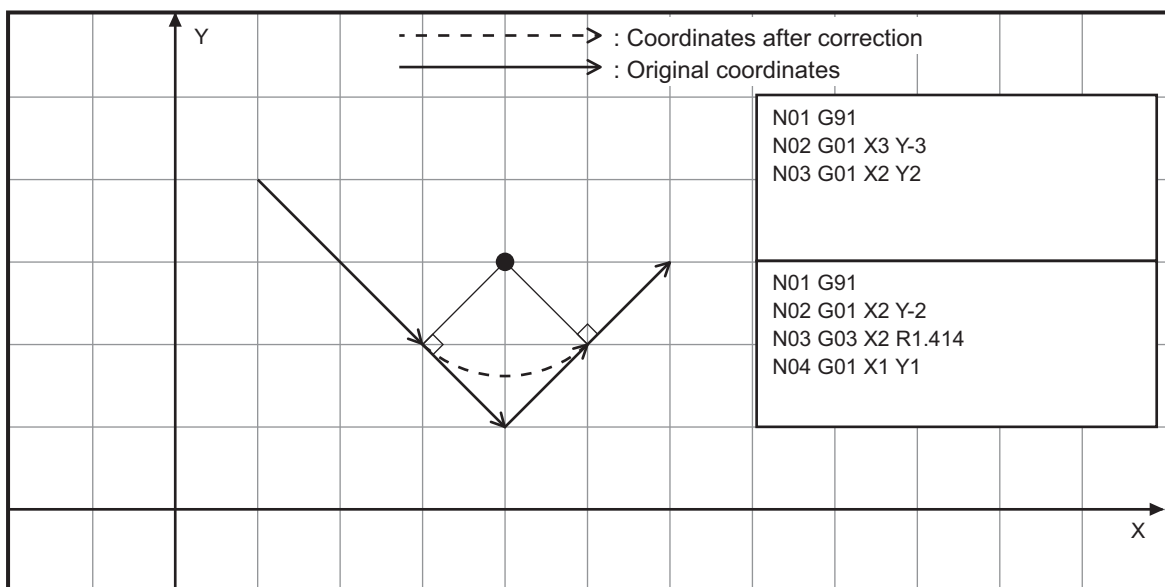 Y
: Coordinates after correction
: Original coordinates
N01 G91
N02 G01 X3 Y-3
N03 G01 X2 Y2
N01 G91
N02 G01 X2 Y-2
N03 G03 X2 R1.414
N04 G01 X1 Y1
X